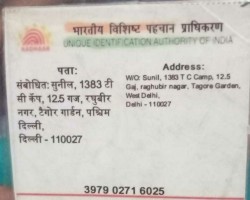 भारतीय विशिष्ट पहचान प्राधिकरण
UNIQUE IDENTIFICATION AUTHORITY OF INDIA
AADHAAR
पता:
संबोधित: सुनील, 1383 टी
सी कैंप, 12.5 गज, रघुबीर
नगर, टैगोर गार्डन, पश्चिम
दिल्ली,
दिल्ली - 110027
Address:
W/O: Sunil, 1383 T C Camp, 12.5
Gaj, raghubir nagar, Tagore Garden,
West Delhi,
Delhi - 110027
3979 0271 6025